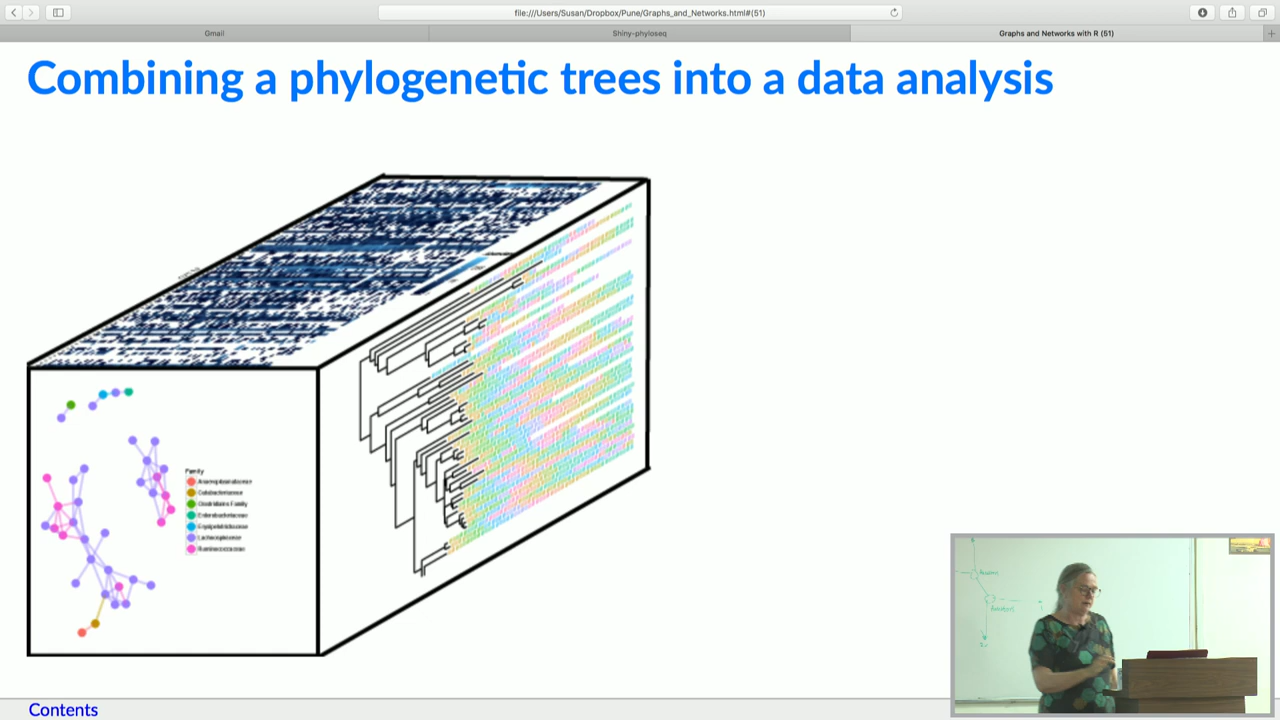 file:///Users/Susan/Dropbox/Pune/Graphs_and_Networks.html#(51)
Gmail
Shiny-phyloseq
Graphs and Networks with R (51)
Combining a phylogenetic trees into a data analysis
Family
Contents